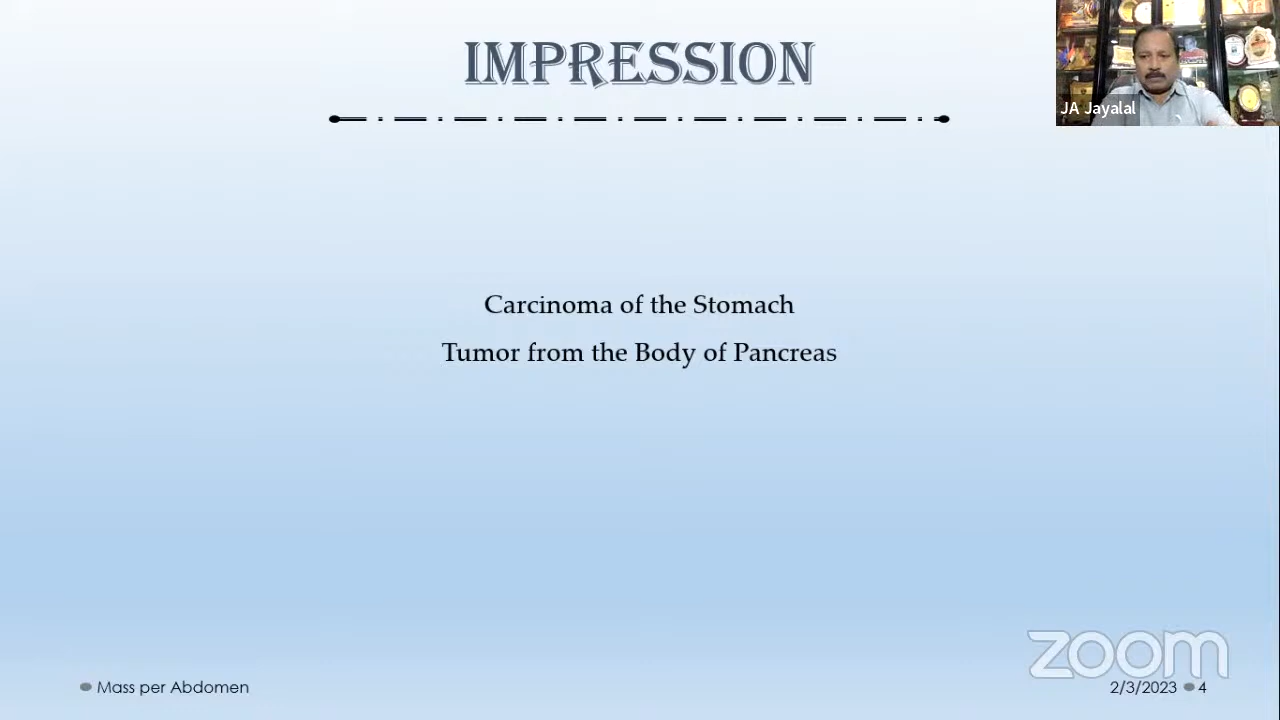 IMPRESSION
JA Jayalal
Carcinoma of the Stomach
Tumor from the Body of Pancreas
zoom
Mass per Abdomen
2/3/2023
4